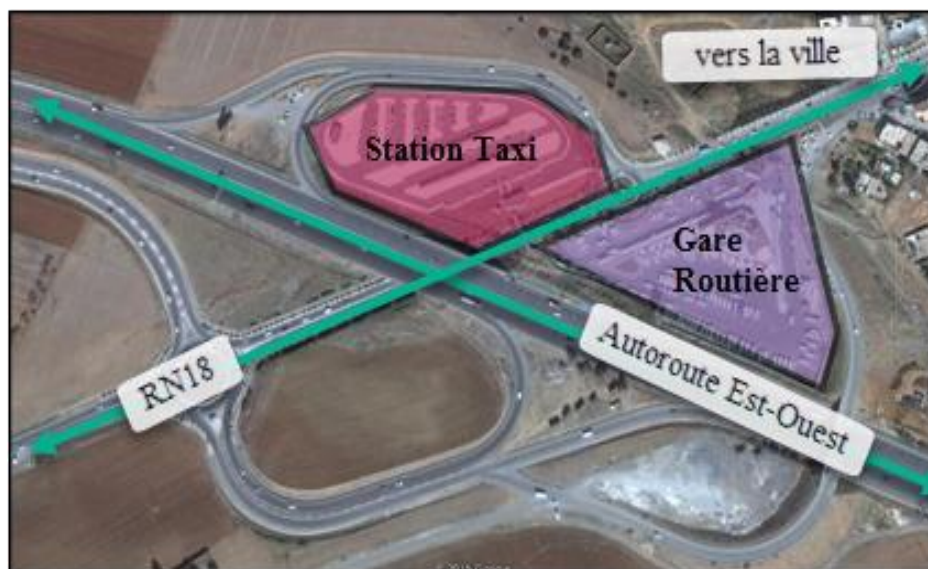 vers la ville
Station Taxi
Gare
Routière
RN18
Autoroute Est-Ouest